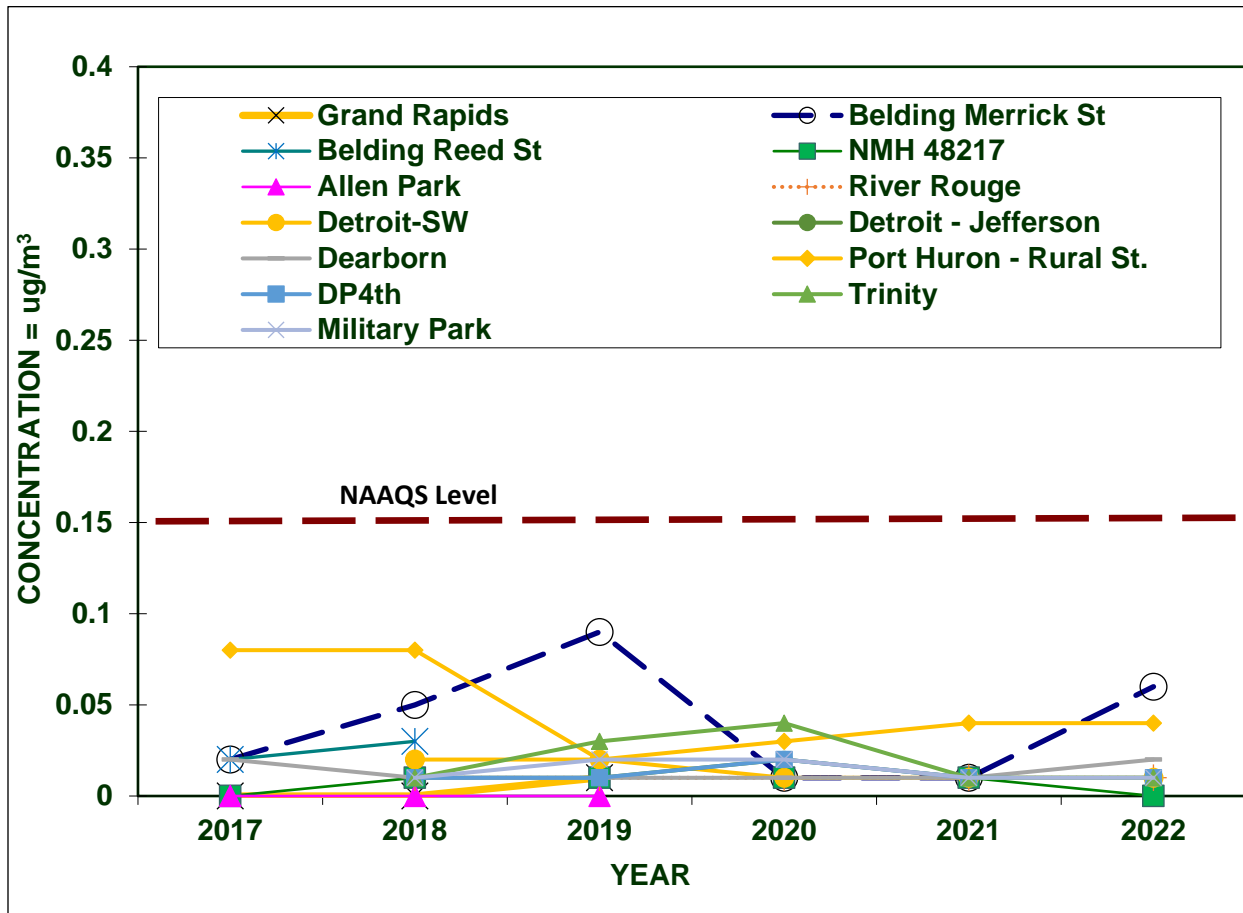 0.4
Grand Rapids
Belding Merrick St
0.35
Belding Reed St
NMH 48217
Allen Park
River Rouge
0.3
Detroit-SW
Detroit - Jefferson
Dearborn
Port Huron - Rural St.
DP4th
Trinity
Military Park
0.25
0.2
NAAQS Level
0.15
0.1
0.05
0
CONCENTRATION = ug/m³
2017 2018 2019 2020 2021 2022
YEAR